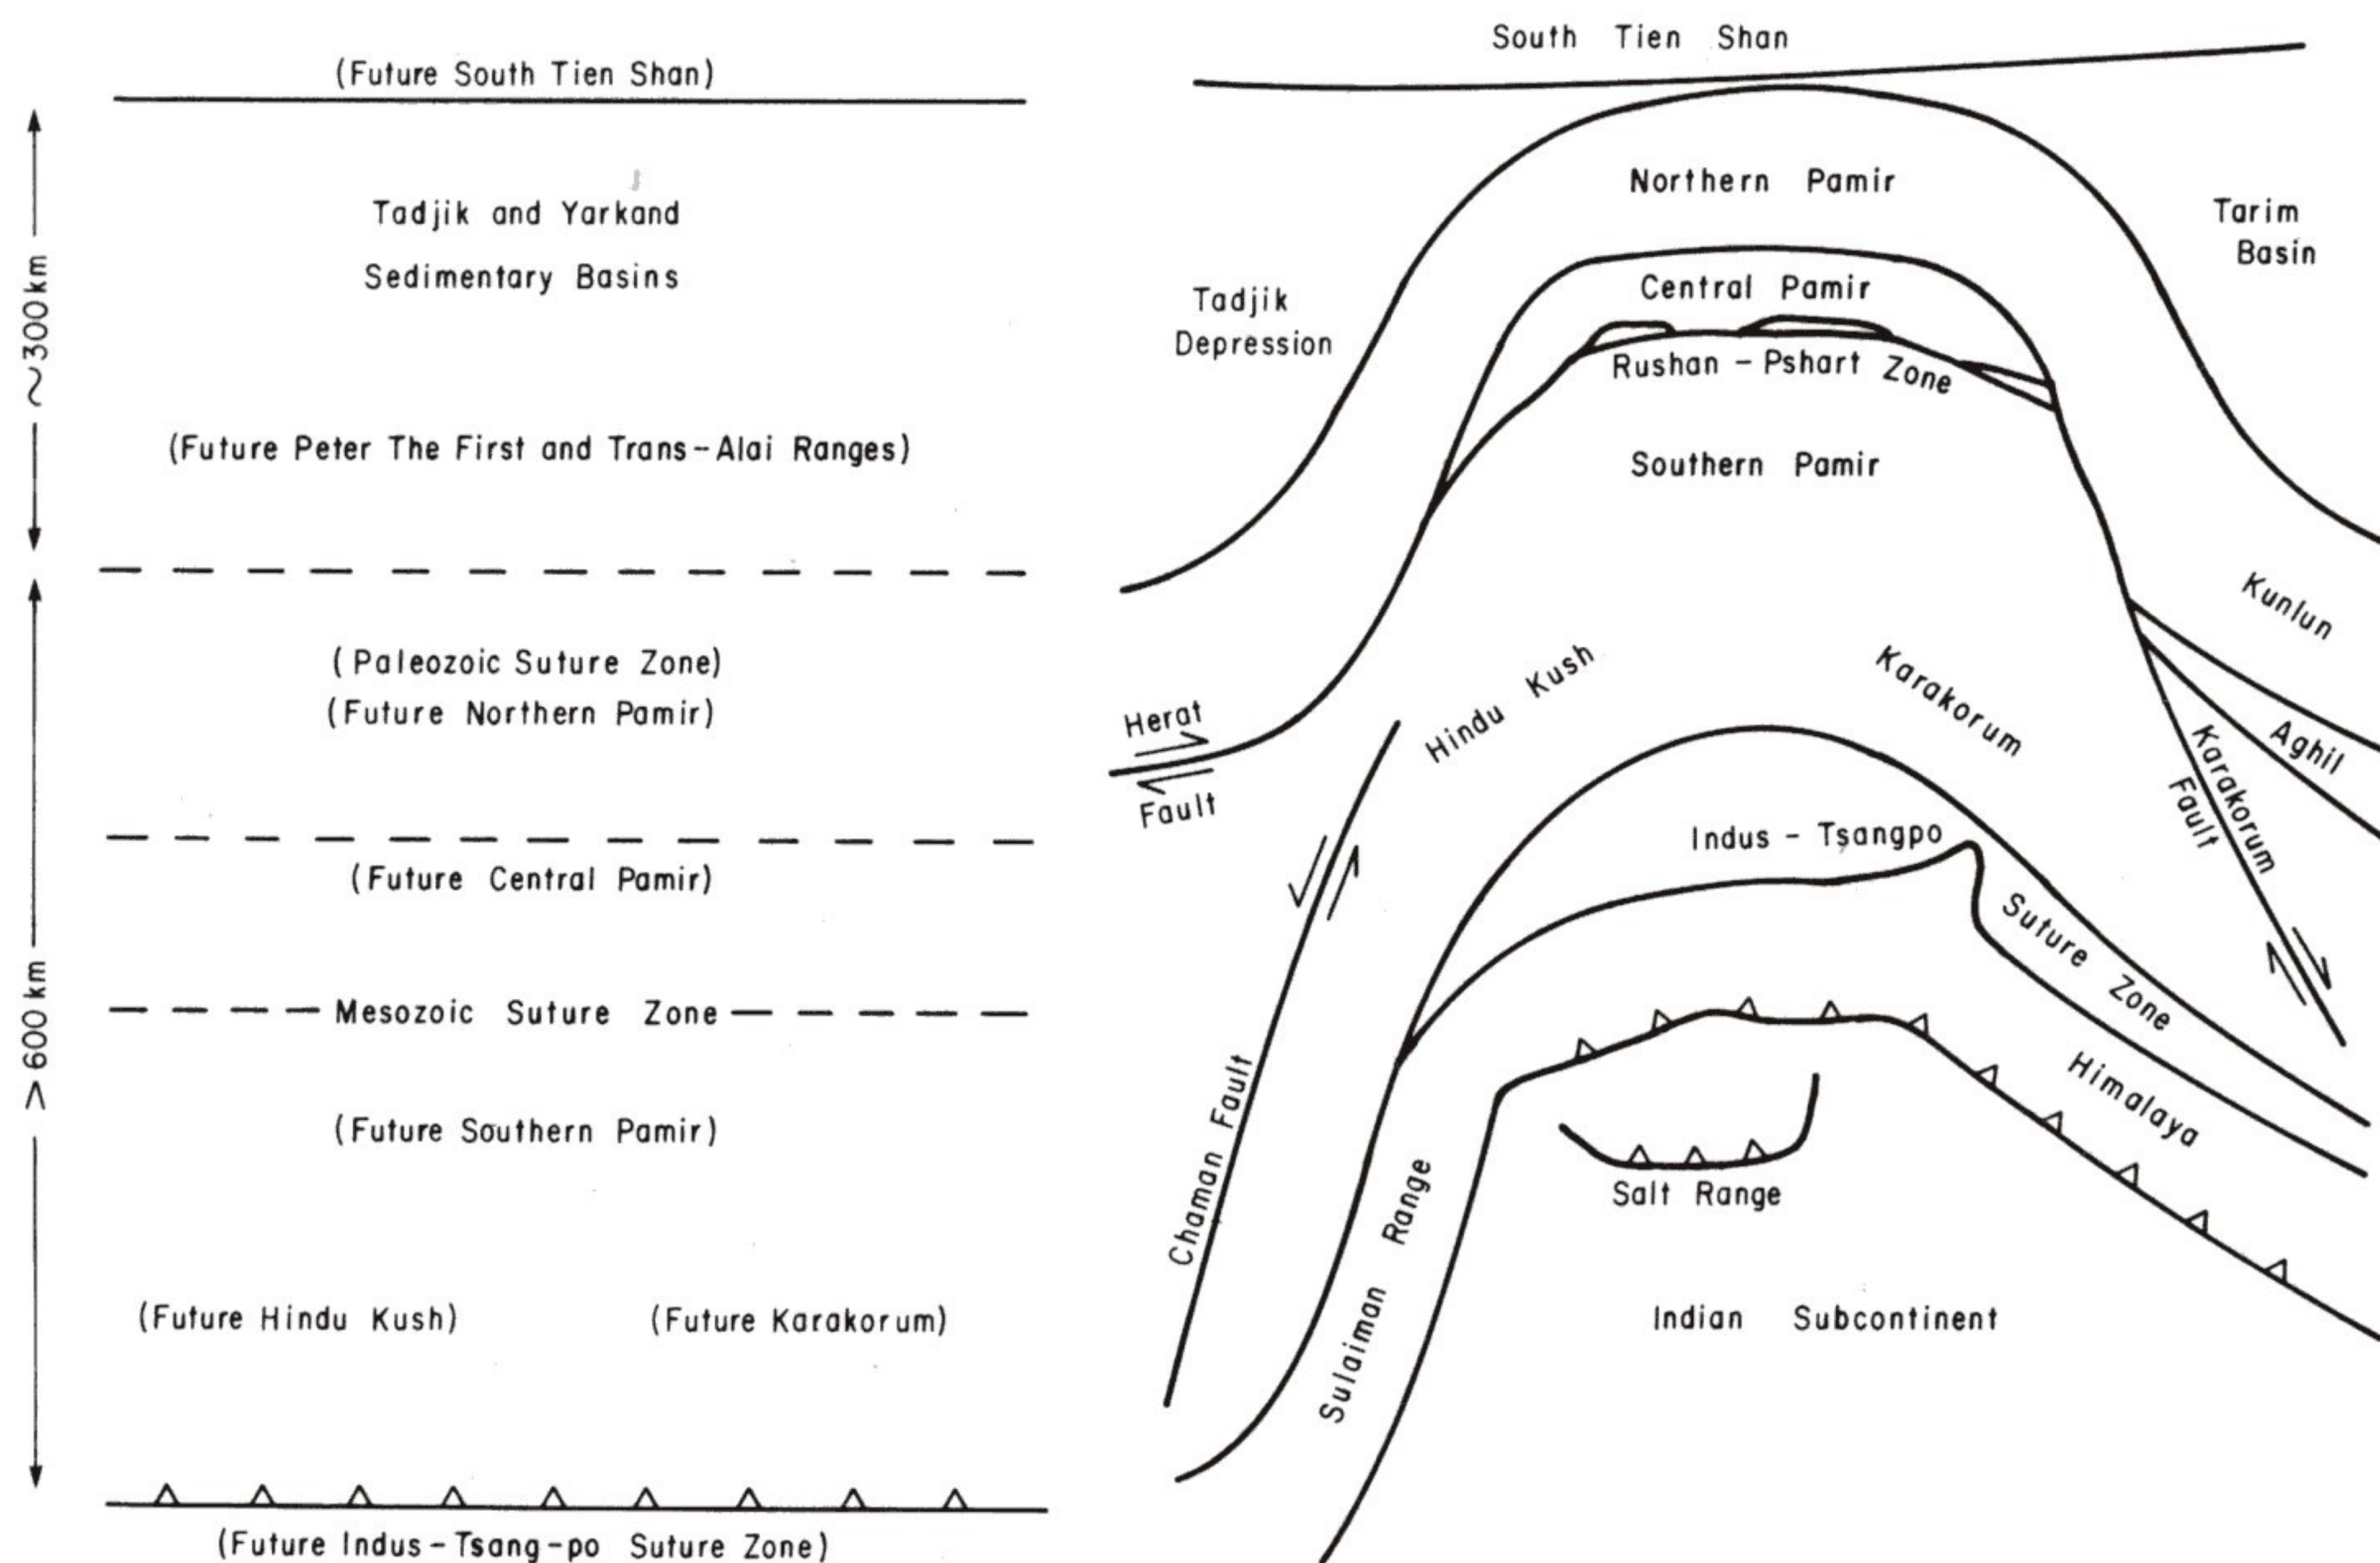 (Future South Tien Shan)
~300km
Tadjik and Yarkand
Sedimentary Basins
(Future Peter The First and Trans-Alai Ranges)
(Paleozoic Suture Zone)
(Future Northern Pamir)
(Future Central Pamir)
>600km
Mesozoic Suture Zone
(Future Southern Pamir)
(Future Hindu Kush)
(Future Karakorum)
(Future Indus-Tsang-po Suture Zone)
South Tien Shan
Northern Pamir
Tarim
Basin
Central Pamir
Tadjik
Depression
Rushan - Pshart Zone
Southern Pamir
Kunlun
Hindu Kush
Karakorum
Herat
Fault
Aghil
Karakorum
Fault
Indus - Tsangpo
Suture Zone
Himalaya
Chaman Fault
Sulaiman Range
Salt Range
Indian Subcontinent